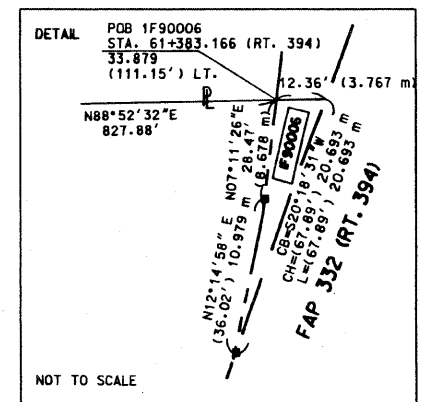 DETAIL
POB 1F90006
STA. 61+383.166 (RT. 394)
33.879
(111.15') LT.
12.36' (3.767 m)
PL
N88°52'32"E
827.88'
N07°11'26"E
28.47'
(8.678 m)
1F90006
CB=S20°18'31"W
CH=(67.89') 20.693 m
L=(67.89') 20.693 m
N12°14'58" E
(36.02') 10.979 m
FAP 332 (RT. 394)
NOT TO SCALE